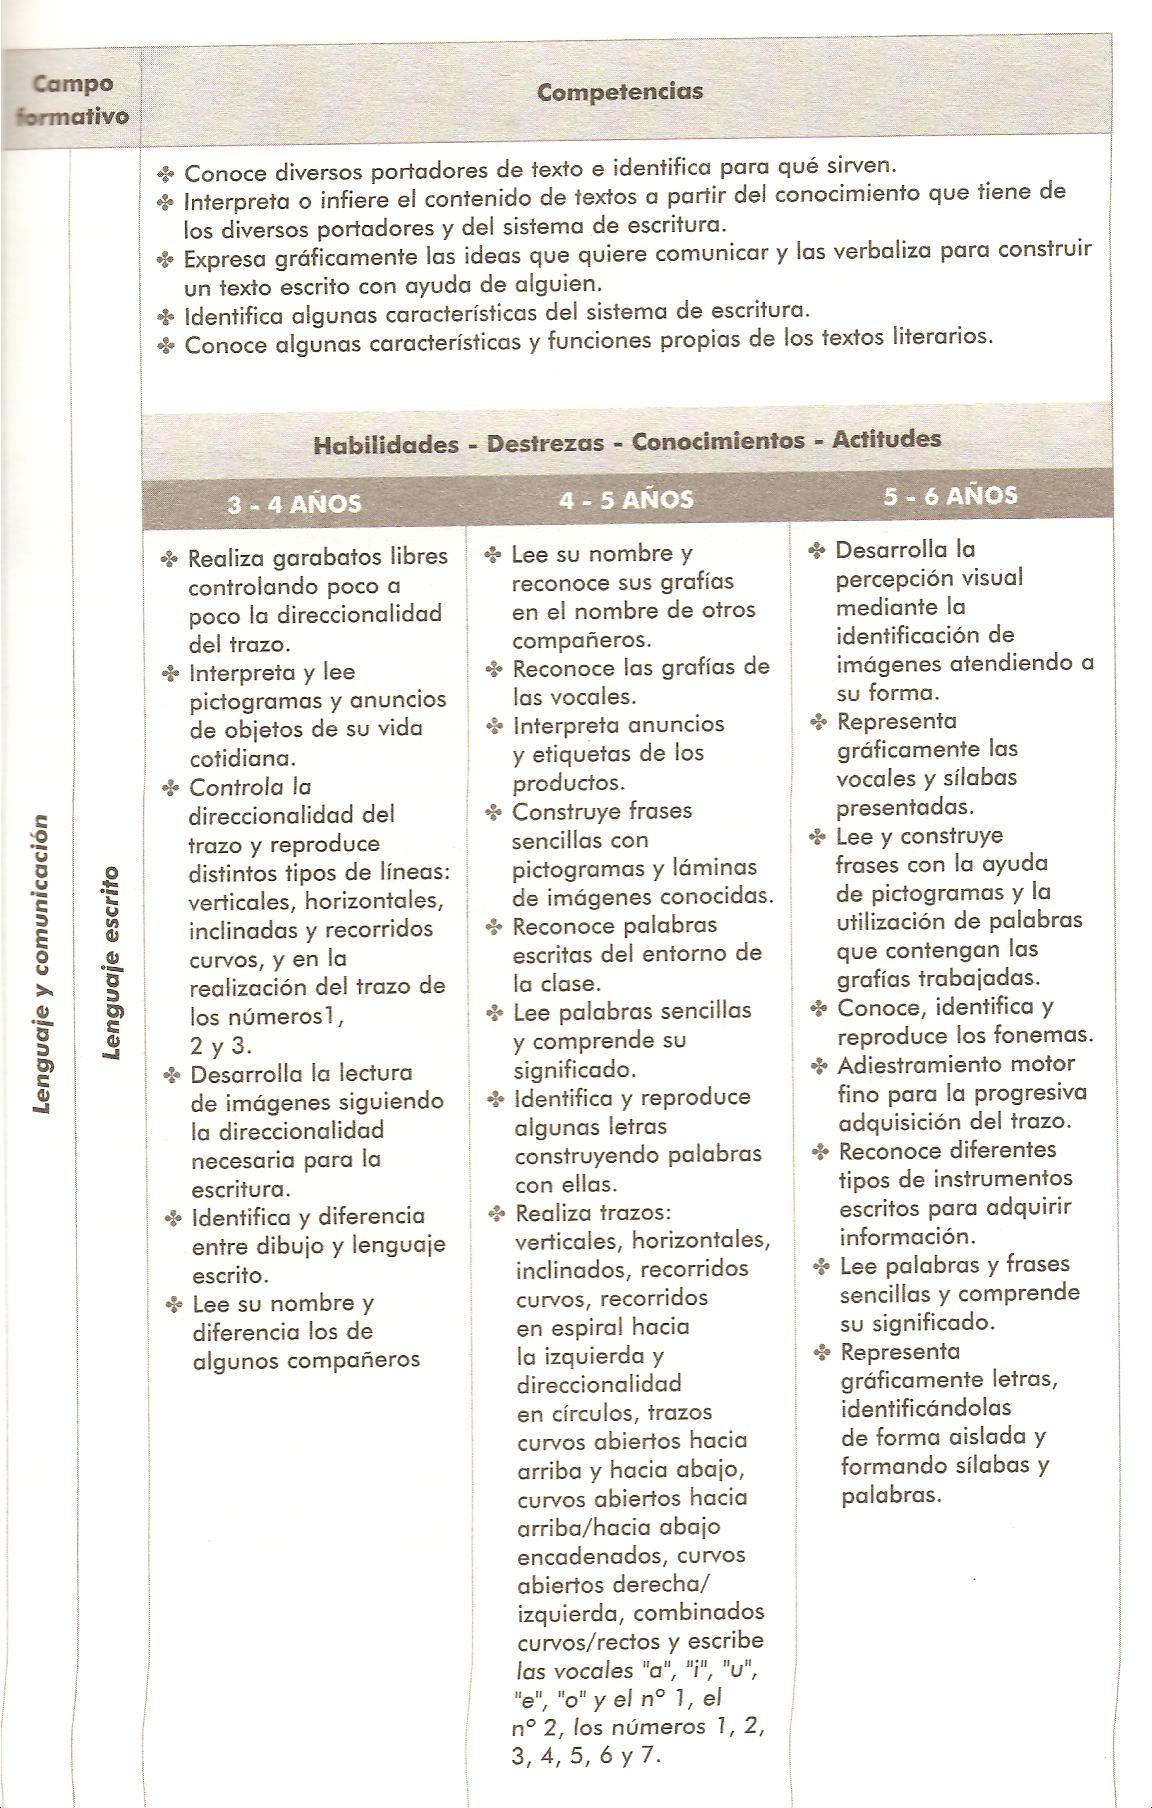 Campo
formativo
Competencias
Conoce diversos portadores de texto e identifica para qué sirven.
Interpreta o infiere el contenido de textos a partir del conocimiento que tiene de
los diversos portadores y del sistema de escritura.
Expresa gráficamente las ideas que quiere comunicar y las verbaliza para construir
un texto escrito con ayuda de alguien.
Identifica algunas características del sistema de escritura.
Conoce algunas características y funciones propias de los textos literarios.
Lenguaje y comunicación
Lenguaje escrito
Habilidades - Destrezas - Conocimientos - Actitudes
3 - 4 AÑOS
Realiza garabatos libres
controlando poco a
poco la direccionalidad
del trazo.
Interpreta y lee
pictogramas y anuncios
de objetos de su vida
cotidiana.
Controla la
direccionalidad del
trazo y reproduce
distintos tipos de líneas:
verticales, horizontales,
inclinadas y recorridos
curvos, y en la
realización del trazo de
los números1,
2 y 3.
Desarrolla la lectura
de imágenes siguiendo
la direccionalidad
necesaria para la
escritura.
Identifica y diferencia
entre dibujo y lenguaje
escrito.
Lee su nombre y
diferencia los de
algunos compañeros
4 - 5 AÑOS
Lee su nombre y
reconoce sus grafías
en el nombre de otros
compañeros.
Reconoce las grafías de
las vocales.
Interpreta anuncios
y etiquetas de los
productos.
Construye frases
sencillas con
pictogramas y láminas
de imágenes conocidas.
Reconoce palabras
escritas del entorno de
la clase.
Lee palabras sencillas
y comprende su
significado.
Identifica y reproduce
algunas letras
construyendo palabras
con ellas.
Realiza trazos:
verticales, horizontales,
inclinados, recorridos
curvos, recorridos
en espiral hacia
la izquierda y
direccionalidad
en círculos, trazos
curvos abiertos hacia
arriba y hacia abajo,
curvos abiertos hacia
arriba/hacia abajo
encadenados, curvos
abiertos derecha/
izquierda, combinados
curvos/rectos y escribe
las vocales "a", "i", "u",
"e", "o" y el nº 1, el
nº 2, los números 1, 2,
3, 4, 5, 6 y 7.
5 - 6 AÑOS
Desarrolla la
percepción visual
mediante la
identificación de
imágenes atendiendo a
su forma.
Representa
gráficamente las
vocales y sílabas
presentadas.
Lee y construye
frases con la ayuda
de pictogramas y la
utilización de palabras
que contengan las
grafías trabajadas.
Conoce, identifica y
reproduce los fonemas.
Adiestramiento motor
fino para la progresiva
adquisición del trazo.
Reconoce diferentes
tipos de instrumentos
escritos para adquirir
información.
Lee palabras y frases
sencillas y comprende
su significado.
Representa
gráficamente letras,
identificándolas
de forma aislada y
formando sílabas y
palabras.